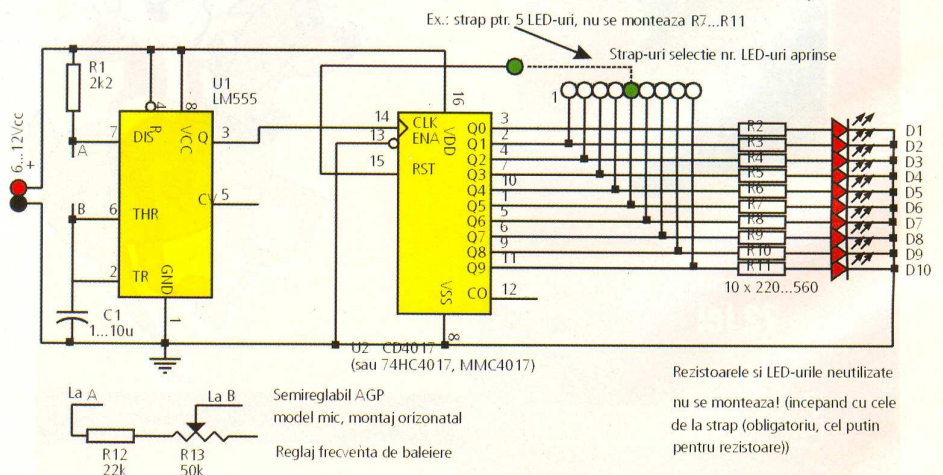 Ex.: strap ptr. 5 LED-uri, nu se monteaza R7...R11
Strap-uri selectie nr. LED-uri aprinse
1
6...12Vcc
+
R1
2k2
U1
LM555
4
8
R
VCC
7
DIS
Q
3
A
CV
5
B
6
THR
2
TR
GND
1
C1
1...10u
14
CLK
13
ENA
15
RST
16
VDD
Q0
3
Q1
2
Q2
4
Q3
7
Q4
10
Q5
1
Q6
5
Q7
6
Q8
9
Q9
11
CO
12
VSS
8
U2 CD4017
(sau 74HC4017, MMC4017)
R2
R3
R4
R5
R6
R7
R8
R9
R10
R11
10 x 220...560
D1
D2
D3
D4
D5
D6
D7
D8
D9
D10
La A
La B
R12
22k
R13
50k
Semireglabil AGP
model mic, montaj orizonatal
Reglaj frecventa de baleiere
Rezistoarele si LED-urile neutilizate
nu se monteaza! (incepand cu cele
de la strap (obligatoriu, cel putin
pentru rezistoare))